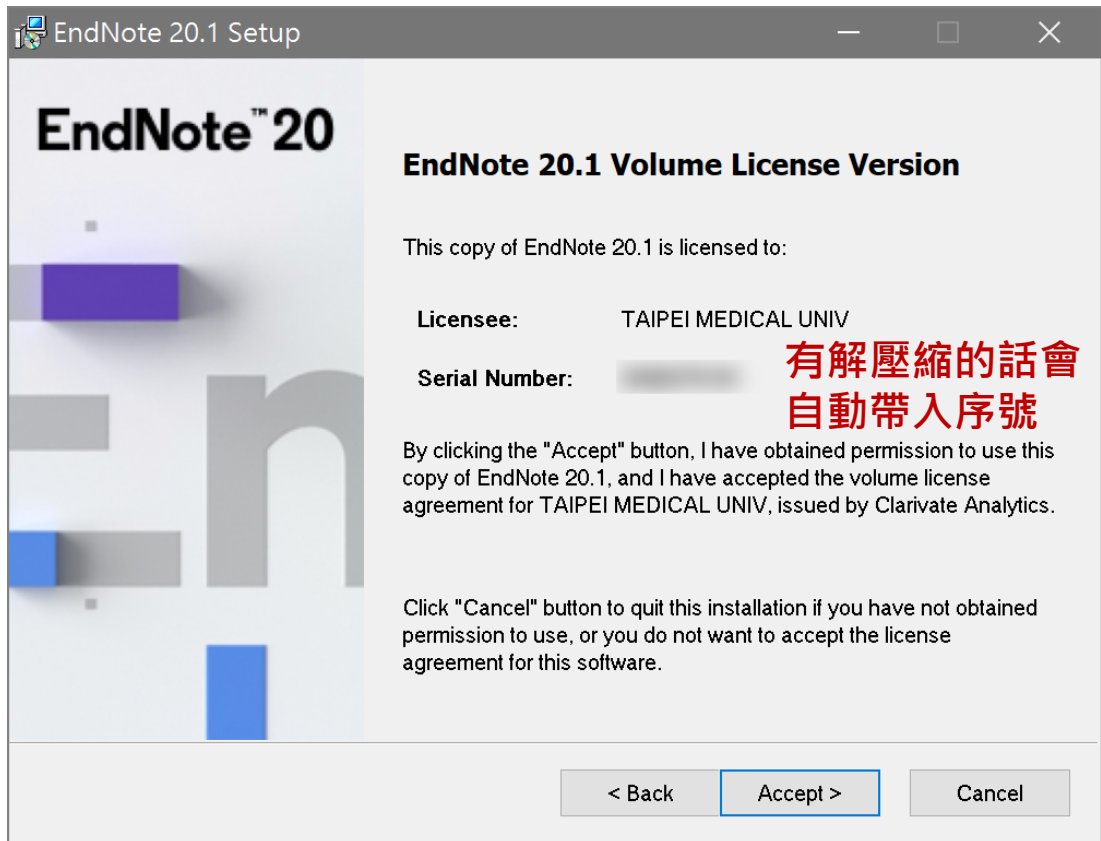 EndNote 20.1 Setup
EndNote™20
EndNote 20.1 Volume License Version
This copy of EndNote 20.1 is licensed to:
Licensee: TAIPEI MEDICAL UNIV
Serial Number:
有解壓縮的話會
自動帶入序號
By clicking the "Accept" button, I have obtained permission to use this
copy of EndNote 20.1, and I have accepted the volume license
agreement for TAIPEI MEDICAL UNIV, issued by Clarivate Analytics.
Click "Cancel" button to quit this installation if you have not obtained
permission to use, or you do not want to accept the license
agreement for this software.
< Back Accept > Cancel